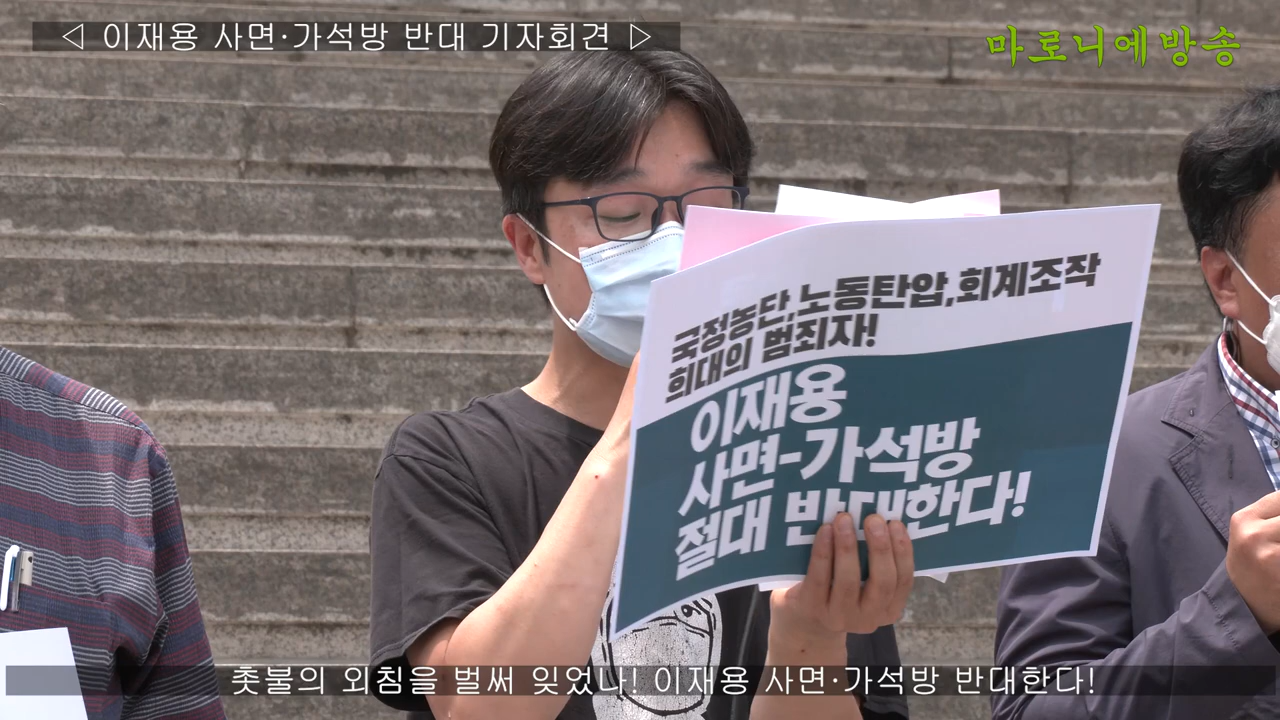 ◁ 이재용 사면·가석방 반대 기자회견 ▷
마로니에방송
국정농단,노동탄압,회계조작
희대의 범죄자!
이재용
사면-가석방
절대 반대한다!
촛불의 외침을 벌써 잊었나! 이재용 사면·가석방 반대한다!